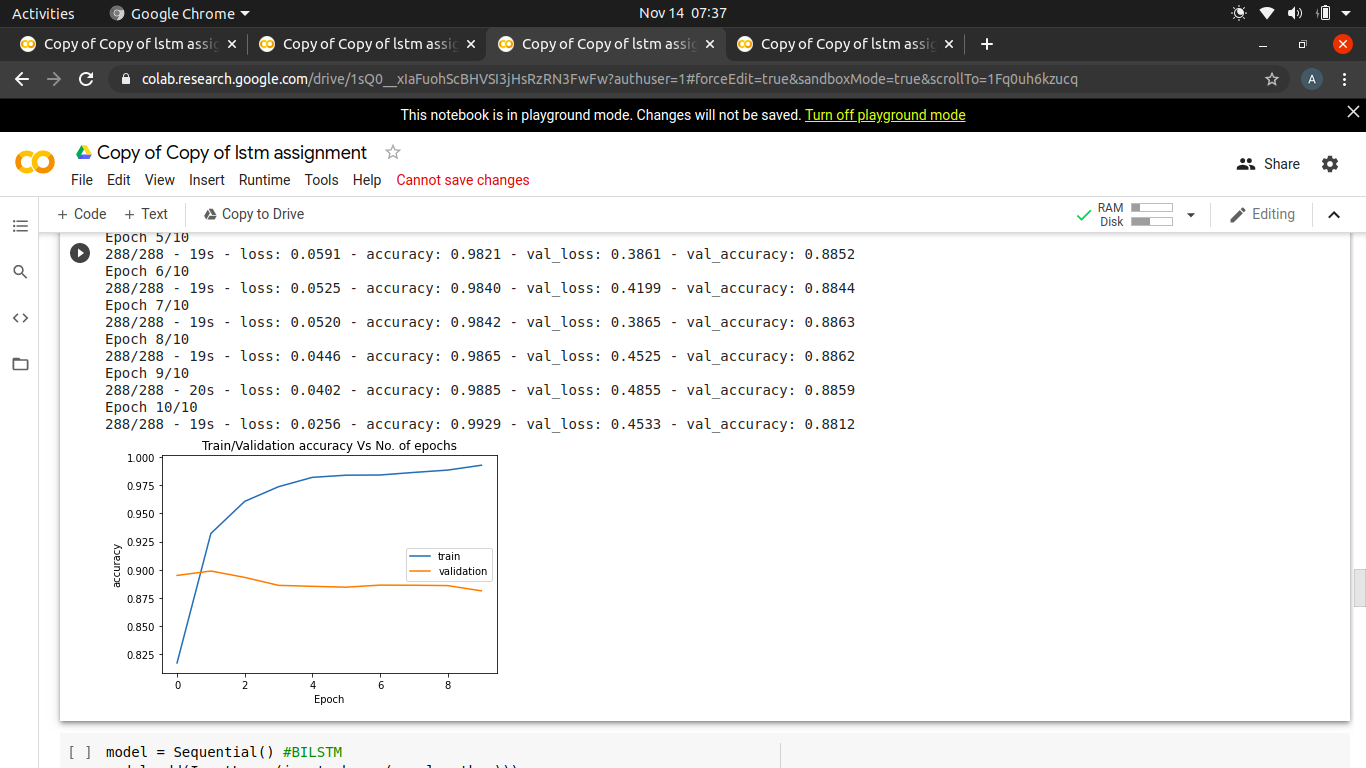 Activities
Google Chrome
Nov 14 07:37
Copy of Copy of lstm assig
Copy of Copy of lstm assig
Copy of Copy of lstm assig
Copy of Copy of lstm assig
colab.research.google.com/drive/1sQ0__xIaFuohScBHVSI3jHsRzRN3FwFw?authuser=1#forceEdit=true&sandboxMode=true&scrollTo=1Fq0uh6kzucq
A
This notebook is in playground mode. Changes will not be saved. Turn off playground mode
Copy of Copy of lstm assignment
Share
File Edit View Insert Runtime Tools Help Cannot save changes
+ Code + Text Copy to Drive
RAM
Disk
Editing
Epoch 5/10
288/288 - 19s - loss: 0.0591 - accuracy: 0.9821 - val_loss: 0.3861 - val_accuracy: 0.8852
Epoch 6/10
288/288 - 19s - loss: 0.0525 - accuracy: 0.9840 - val_loss: 0.4199 - val_accuracy: 0.8844
Epoch 7/10
288/288 - 19s - loss: 0.0520 - accuracy: 0.9842 - val_loss: 0.3865 - val_accuracy: 0.8863
Epoch 8/10
288/288 - 19s - loss: 0.0446 - accuracy: 0.9865 - val_loss: 0.4525 - val_accuracy: 0.8862
Epoch 9/10
288/288 - 20s - loss: 0.0402 - accuracy: 0.9885 - val_loss: 0.4855 - val_accuracy: 0.8859
Epoch 10/10
288/288 - 19s - loss: 0.0256 - accuracy: 0.9929 - val_loss: 0.4533 - val_accuracy: 0.8812
Train/Validation accuracy Vs No. of epochs
1.000
0.975
0.950
0.925
0.900
0.875
0.850
0.825
accuracy
train
validation
0 2 4 6 8
Epoch
[ ] model = Sequential() #BILSTM